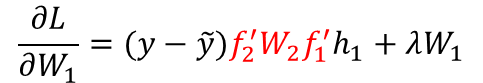 ∂L/∂W₁ = (y − ỹ)f₂′W₂f₁′h₁ + λW₁